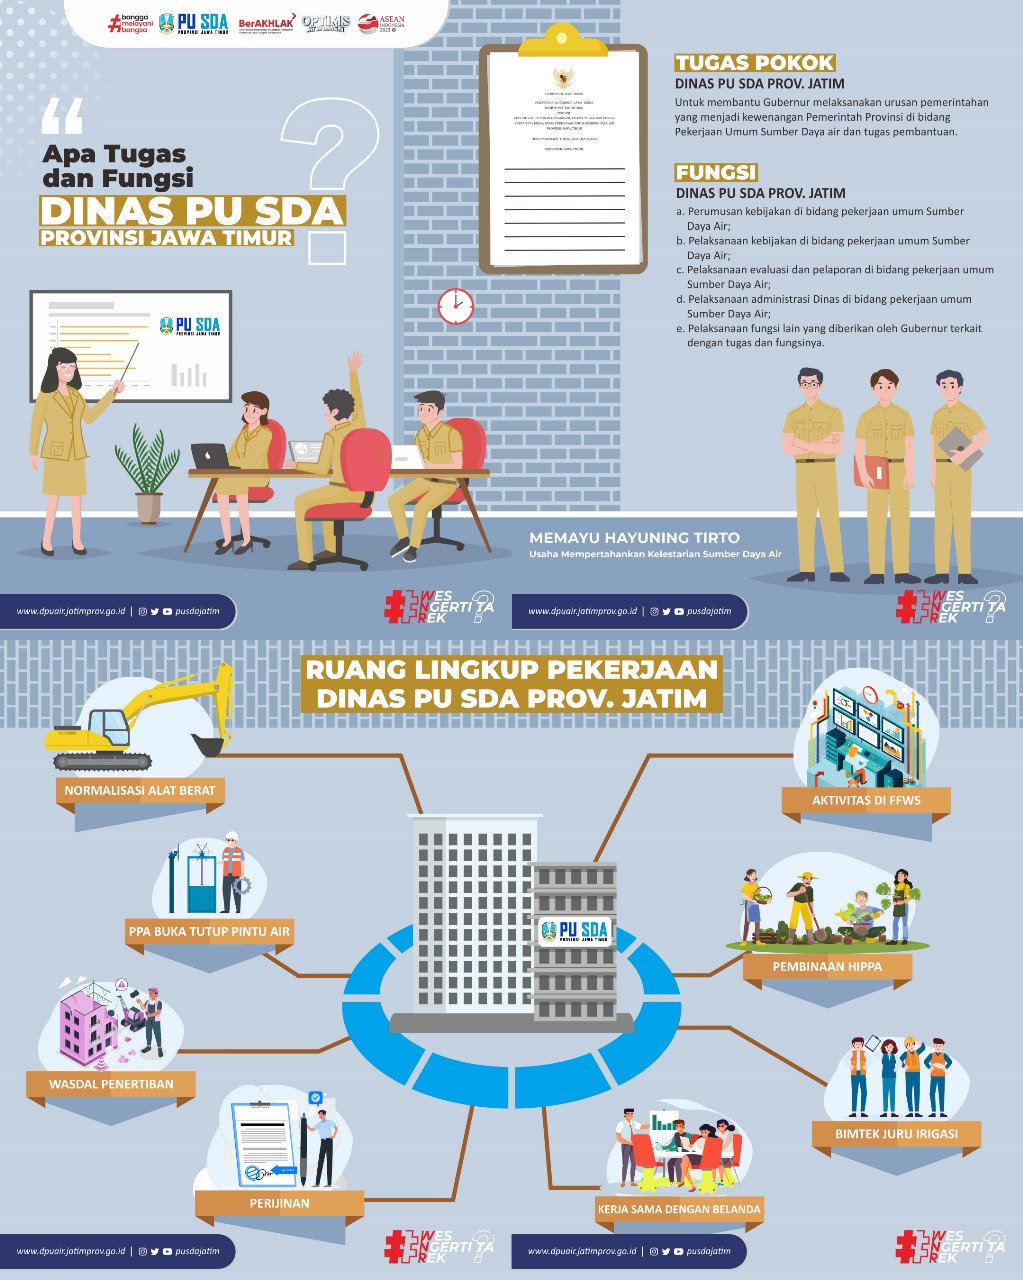 #bangga
melayani
bangsa
PU SDA
PROVINSI JAWA TIMUR
BerAKHLAK
OPTIMIS
JATIM BANGKIT
ASEAN
INDONESIA
2023
Apa Tugas
dan Fungsi
DINAS PU SDA
PROVINSI JAWA TIMUR
?
PU SDA
PROVINSI JAWA TIMUR
GUBERNUR JAWA TIMUR
TUGAS POKOK
DINAS PU SDA PROV. JATIM
Untuk membantu Gubernur melaksanakan urusan pemerintahan
yang menjadi kewenangan Pemerintah Provinsi di bidang
Pekerjaan Umum Sumber Daya air dan tugas pembantuan.
FUNGSI
DINAS PU SDA PROV. JATIM
a. Perumusan kebijakan di bidang pekerjaan umum Sumber
Daya Air;
b. Pelaksanaan kebijakan di bidang pekerjaan umum Sumber
Daya Air;
c. Pelaksanaan evaluasi dan pelaporan di bidang pekerjaan umum
Sumber Daya Air;
d. Pelaksanaan administrasi Dinas di bidang pekerjaan umum
Sumber Daya Air;
e. Pelaksanaan fungsi lain yang diberikan oleh Gubernur terkait
dengan tugas dan fungsinya.
MEMAYU HAYUNING TIRTO
Usaha Mempertahankan Kelestarian Sumber Daya Air
www.dpuair.jatimprov.go.id | pusdajatim
#WES
NGERTI TA
REK ?
www.dpuair.jatimprov.go.id | pusdajatim
#WES
NGERTI TA
REK ?
RUANG LINGKUP PEKERJAAN
DINAS PU SDA PROV. JATIM
NORMALISASI ALAT BERAT
AKTIVITAS DI FFWS
PPA BUKA TUTUP PINTU AIR
PU SDA
PROVINSI JAWA TIMUR
PEMBINAAN HIPPA
WASDAL PENERTIBAN
BIMTEK JURU IRIGASI
PERIJINAN
KERJA SAMA DENGAN BELANDA
www.dpuair.jatimprov.go.id | pusdajatim
#WES
NGERTI TA
REK ?
www.dpuair.jatimprov.go.id | pusdajatim
#WES
NGERTI TA
REK ?